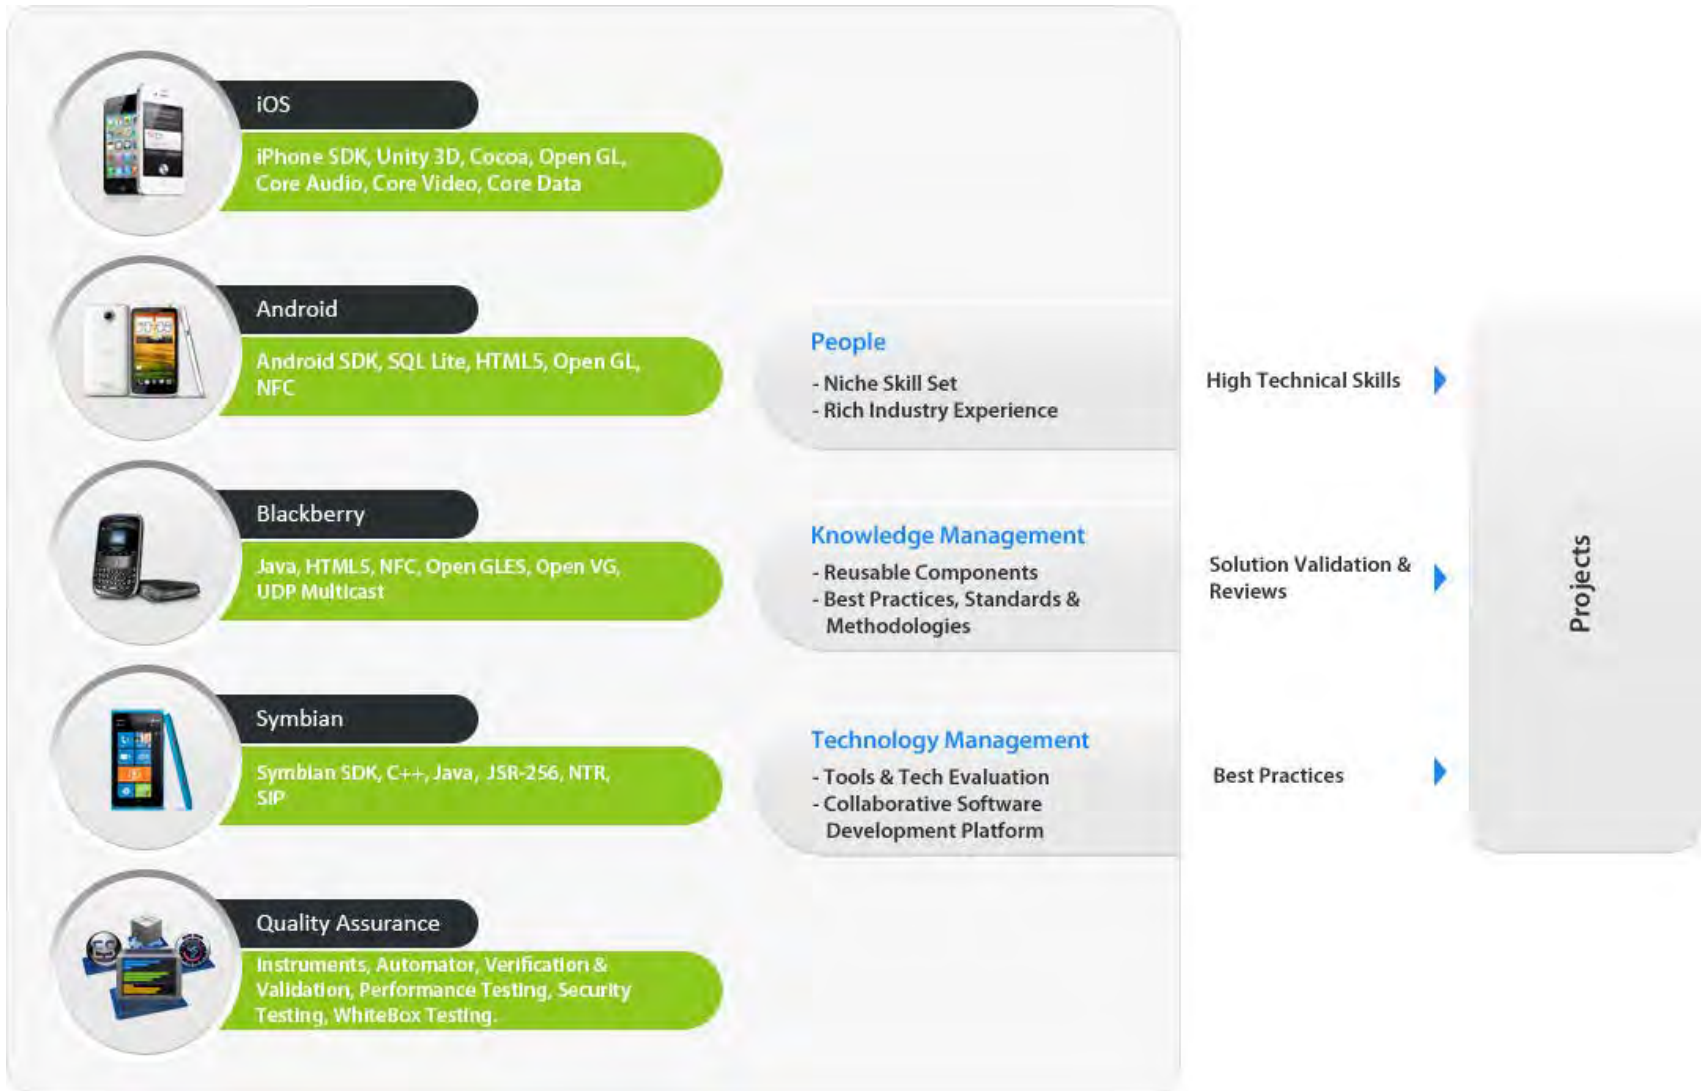 iOS
iPhone SDK, Unity 3D, Cocoa, Open GL,
Core Audio, Core Video, Core Data
Android
Android SDK, SQL Lite, HTML5, Open GL,
NFC
Blackberry
Java, HTML5, NFC, Open GLES, Open VG,
UDP Multicast
Symbian
Symbian SDK, C++, Java, JSR-256, NTR,
SIP
Quality Assurance
Instruments, Automator, Verification &
Validation, Performance Testing, Security
Testing, WhiteBox Testing.
People
- Niche Skill Set
- Rich Industry Experience
Knowledge Management
- Reusable Components
- Best Practices, Standards &
Methodologies
Technology Management
- Tools & Tech Evaluation
- Collaborative Software
Development Platform
High Technical Skills
Solution Validation &
Reviews
Best Practices
Projects